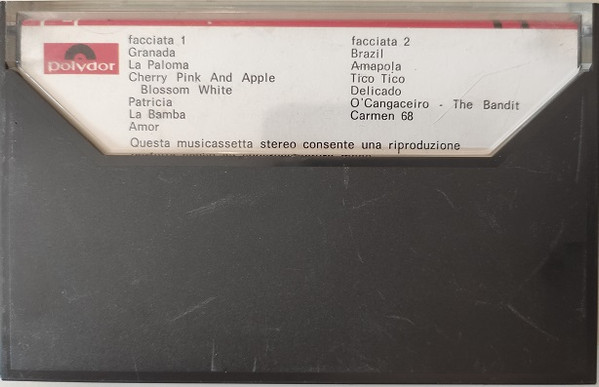 polydor
facciata 1
Granada
La Paloma
Cherry Pink And Apple
Blossom White
Patricia
La Bamba
Amor
facciata 2
Brazil
Amapola
Tico Tico
Delicado
O'Cangaceiro - The Bandit
Carmen 68
Questa musicassetta stereo consente una riproduzione